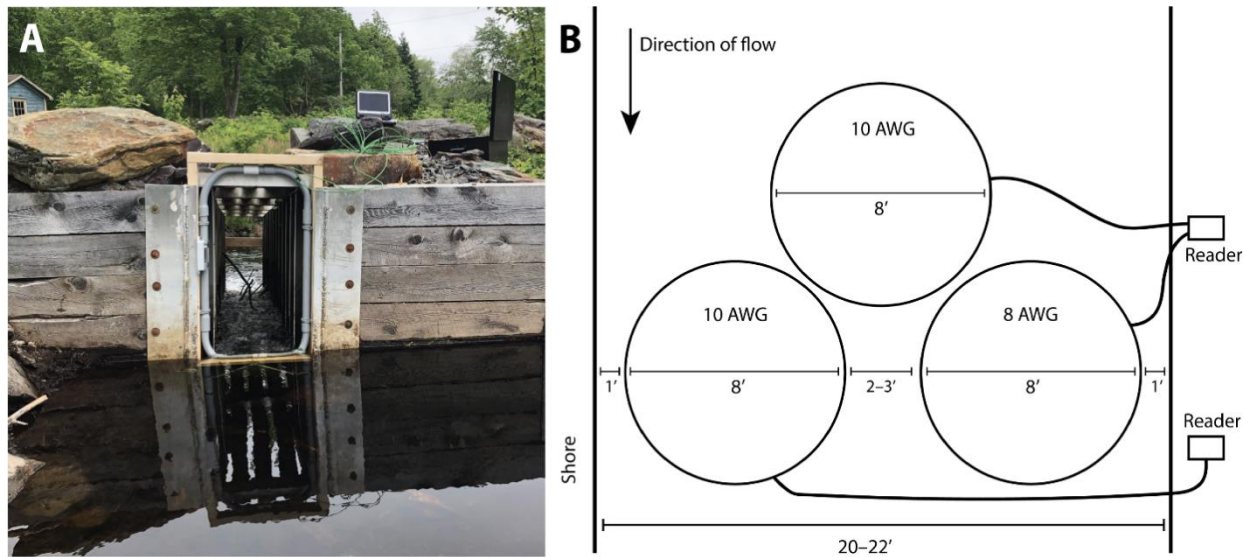 A
B
Direction of flow
10 AWG
8’
Reader
10 AWG
8 AWG
1’
8’
2–3’
8’
1’
Reader
Shore
20–22’